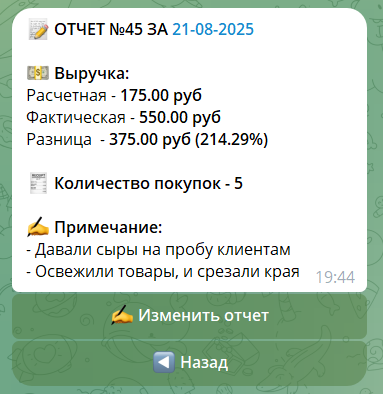 ОТЧЕТ №45 ЗА 21-08-2025
Выручка:
Расчетная - 175.00 руб
Фактическая - 550.00 руб
Разница - 375.00 руб (214.29%)
Количество покупок - 5
Примечание:
- Давали сыры на пробу клиентам
- Освежили товары, и срезали края
19:44
Изменить отчет
Назад